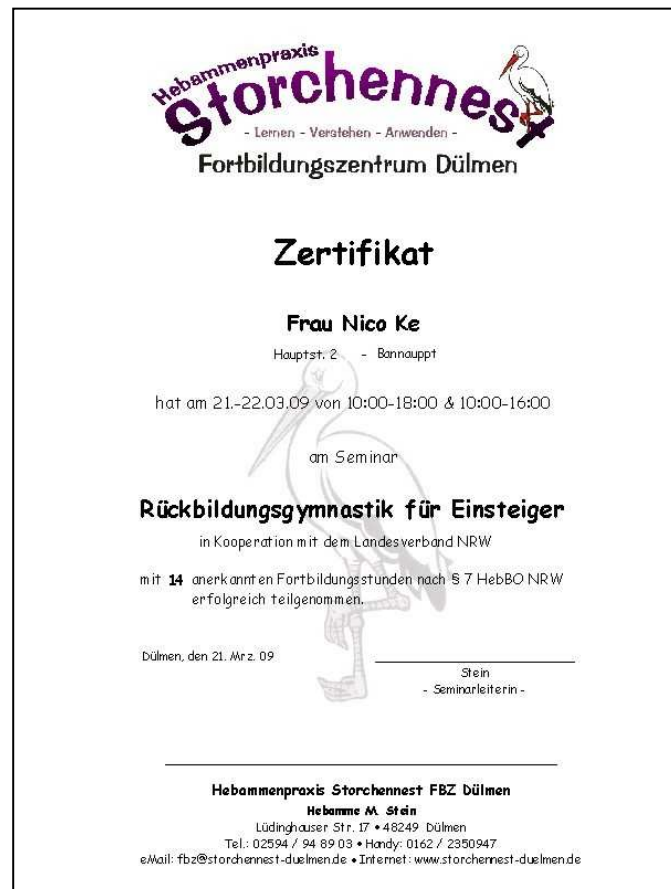 Hebammenpraxis
Storchennest
- Lernen - Verstehen - Anwenden -
Fortbildungszentrum Dülmen
Zertifikat
Frau Nico Ke
Hauptst. 2 - Bannauppt
hat am 21.-22.03.09 von 10:00-18:00 & 10:00-16:00
am Seminar
Rückbildungsgymnastik für Einsteiger
in Kooperation mit dem Landesverband NRW
mit 14 anerkannten Fortbildungsstunden nach § 7 HebBO NRW
erfolgreich teilgenommen.
Dülmen, den 21. Mrz. 09
Stein
- Seminarleiterin -
Hebammenpraxis Storchennest FBZ Dülmen
Hebamme M. Stein
Lüdinghauser Str. 17 • 48249 Dülmen
Tel.: 02594 / 94 89 03 • Handy: 0162 / 2350947
eMail: fbz@storchennest-duelmen.de • Internet: www.storchennest-duelmen.de